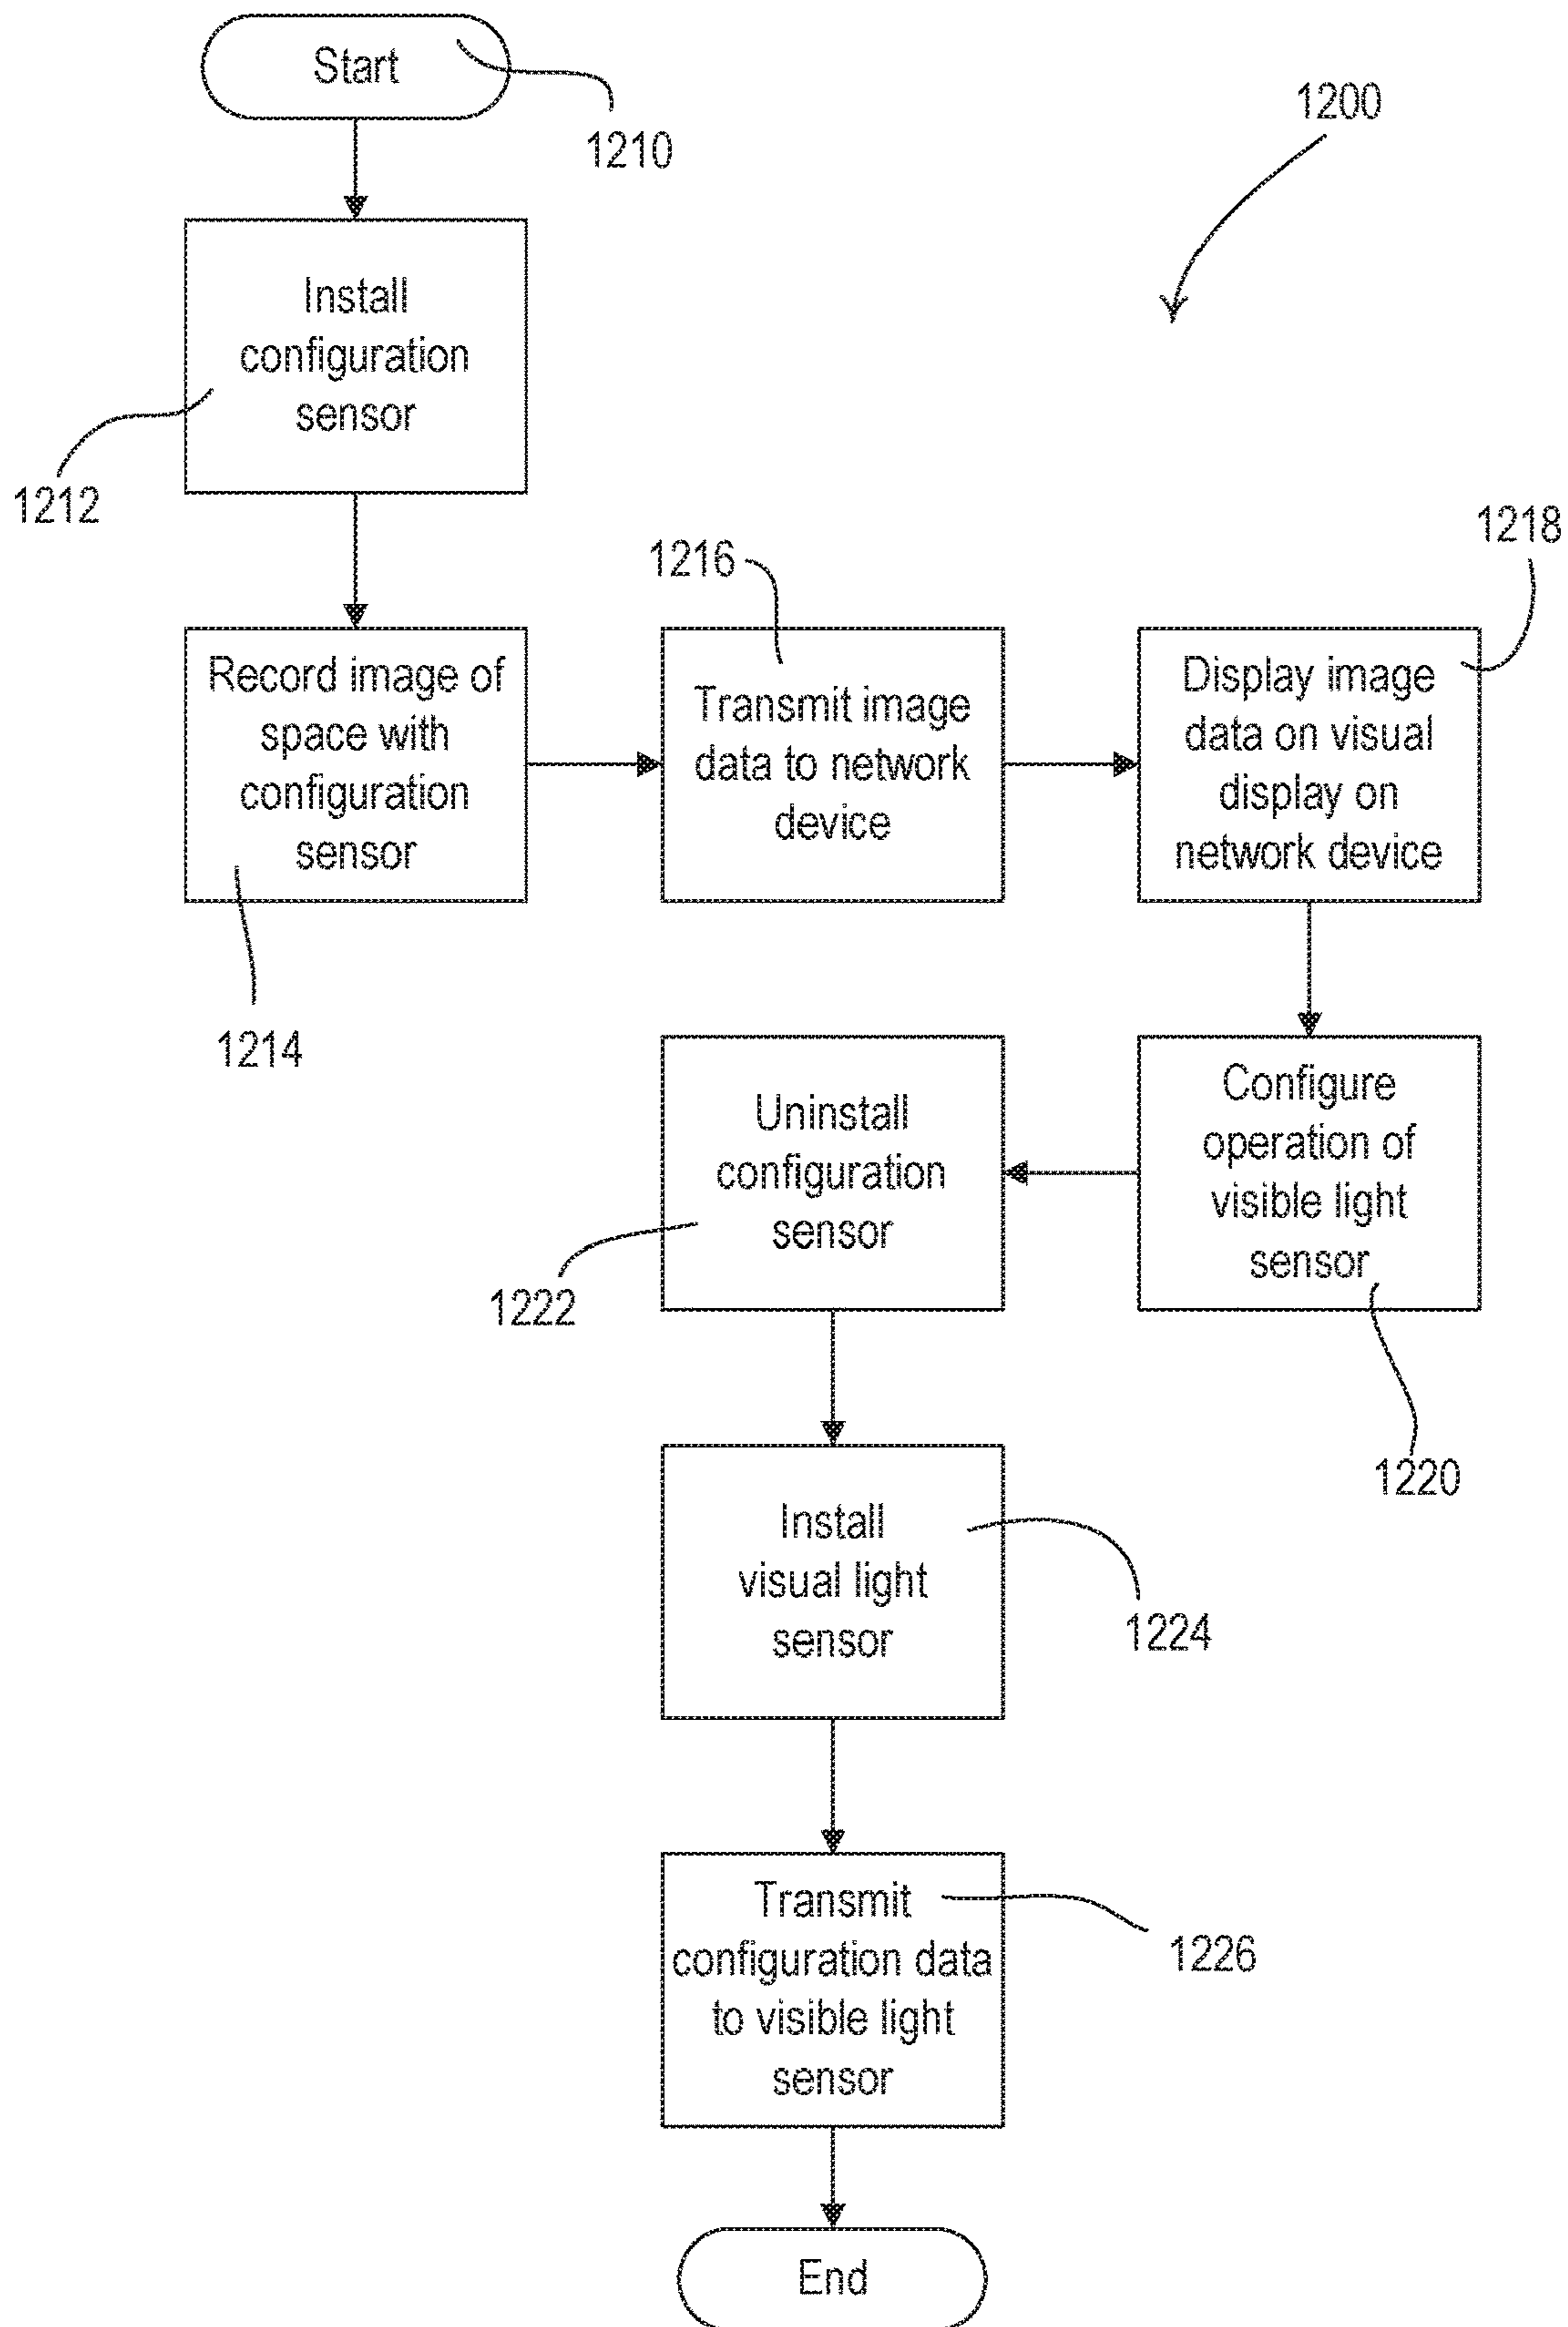 Start
1210
1200
Install
configuration
sensor
1212
Record image of
space with
configuration
sensor
1214
1216
Transmit image
data to network
device
1218
Display image
data on visual
display on
network device
Configure
operation of
visible light
sensor
1220
Uninstall
configuration
sensor
1222
Install
visual light
sensor
1224
Transmit
configuration data
to visible light
sensor
1226
End